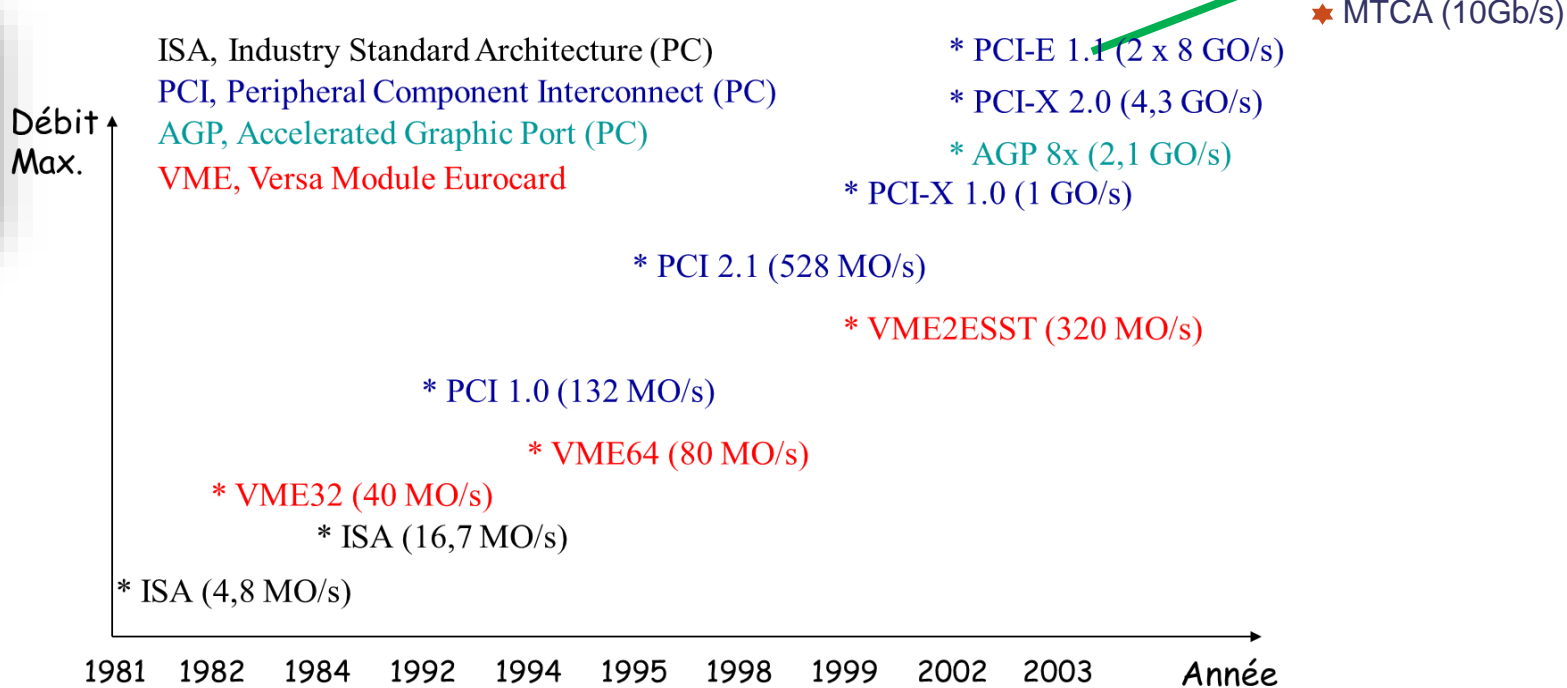 MTCA (10Gb/s)
ISA, Industry Standard Architecture (PC)
* PCI-E 1.1 (2 x 8 GO/s)
PCI, Peripheral Component Interconnect (PC)
* PCI-X 2.0 (4,3 GO/s)
Débit
Max.
AGP, Accelerated Graphic Port (PC)
* AGP 8x (2,1 GO/s)
VME, Versa Module Eurocard
* PCI-X 1.0 (1 GO/s)
* PCI 2.1 (528 MO/s)
* VME2ESST (320 MO/s)
* PCI 1.0 (132 MO/s)
* VME64 (80 MO/s)
* VME32 (40 MO/s)
* ISA (16,7 MO/s)
* ISA (4,8 MO/s)
1981 1982 1984 1992 1994 1995 1998 1999 2002 2003 Année